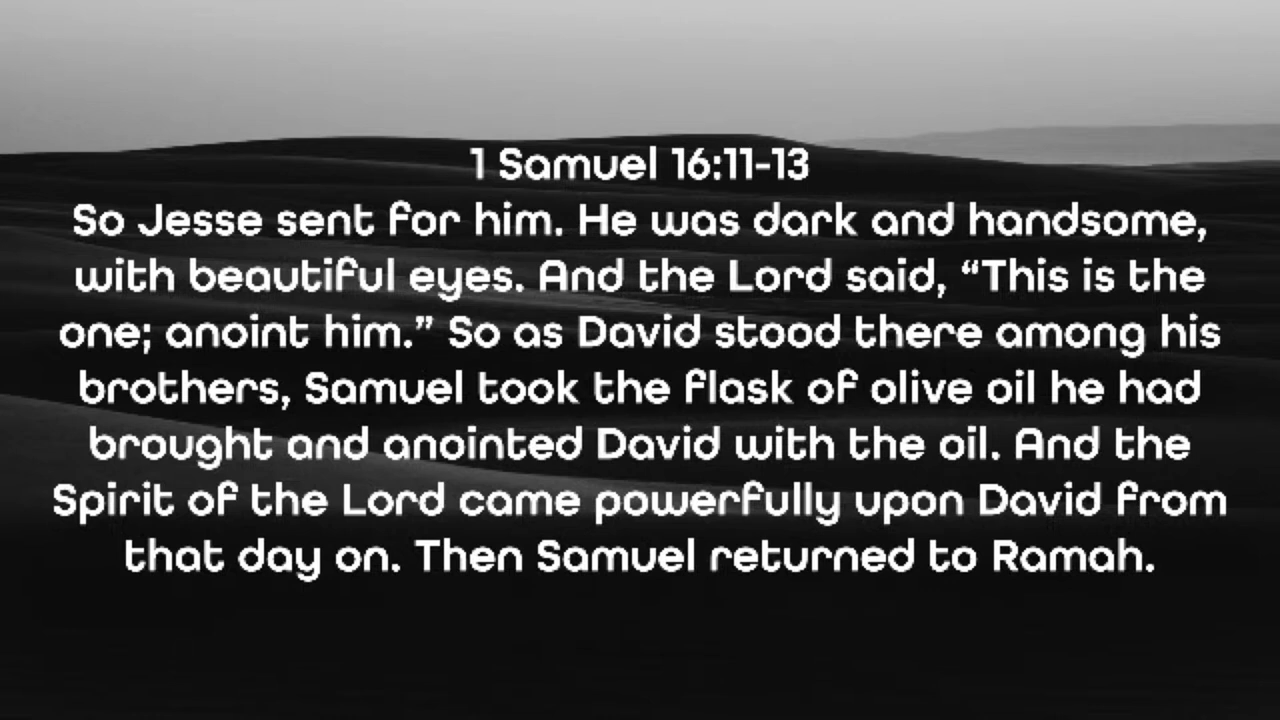 1 Samuel 16:11-13
So Jesse sent for him. He was dark and handsome,
with beautiful eyes. And the Lord said, “This is the
one; anoint him.” So as David stood there among his
brothers, Samuel took the flask of olive oil he had
brought and anointed David with the oil. And the
Spirit of the Lord came powerfully upon David from
that day on. Then Samuel returned to Ramah.